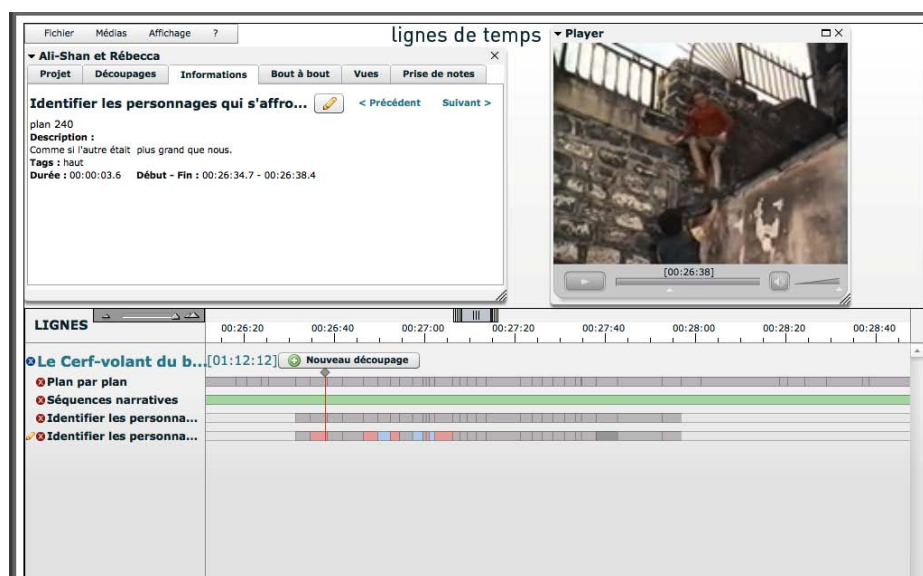 Fichier Médias Affichage ?
lignes de temps
Player
Ali-Shan et Rébecca
Projet Découpages Informations Bout à bout Vues Prise de notes
Identifier les personnages qui s'affro... < Précédent Suivant >
plan 240
Description :
Comme si l'autre était plus grand que nous.
Tags : haut
Durée : 00:00:03.6 Début - Fin : 00:26:34.7 - 00:26:38.4
[00:26:38]
LIGNES
00:26:20 00:26:40 00:27:00 00:27:20 00:27:40 00:28:00 00:28:20 00:28:40
Le Cerf-volant du b... [01:12:12] Nouveau découpage
Plan par plan
Séquences narratives
Identifier les personna...
Identifier les personna...